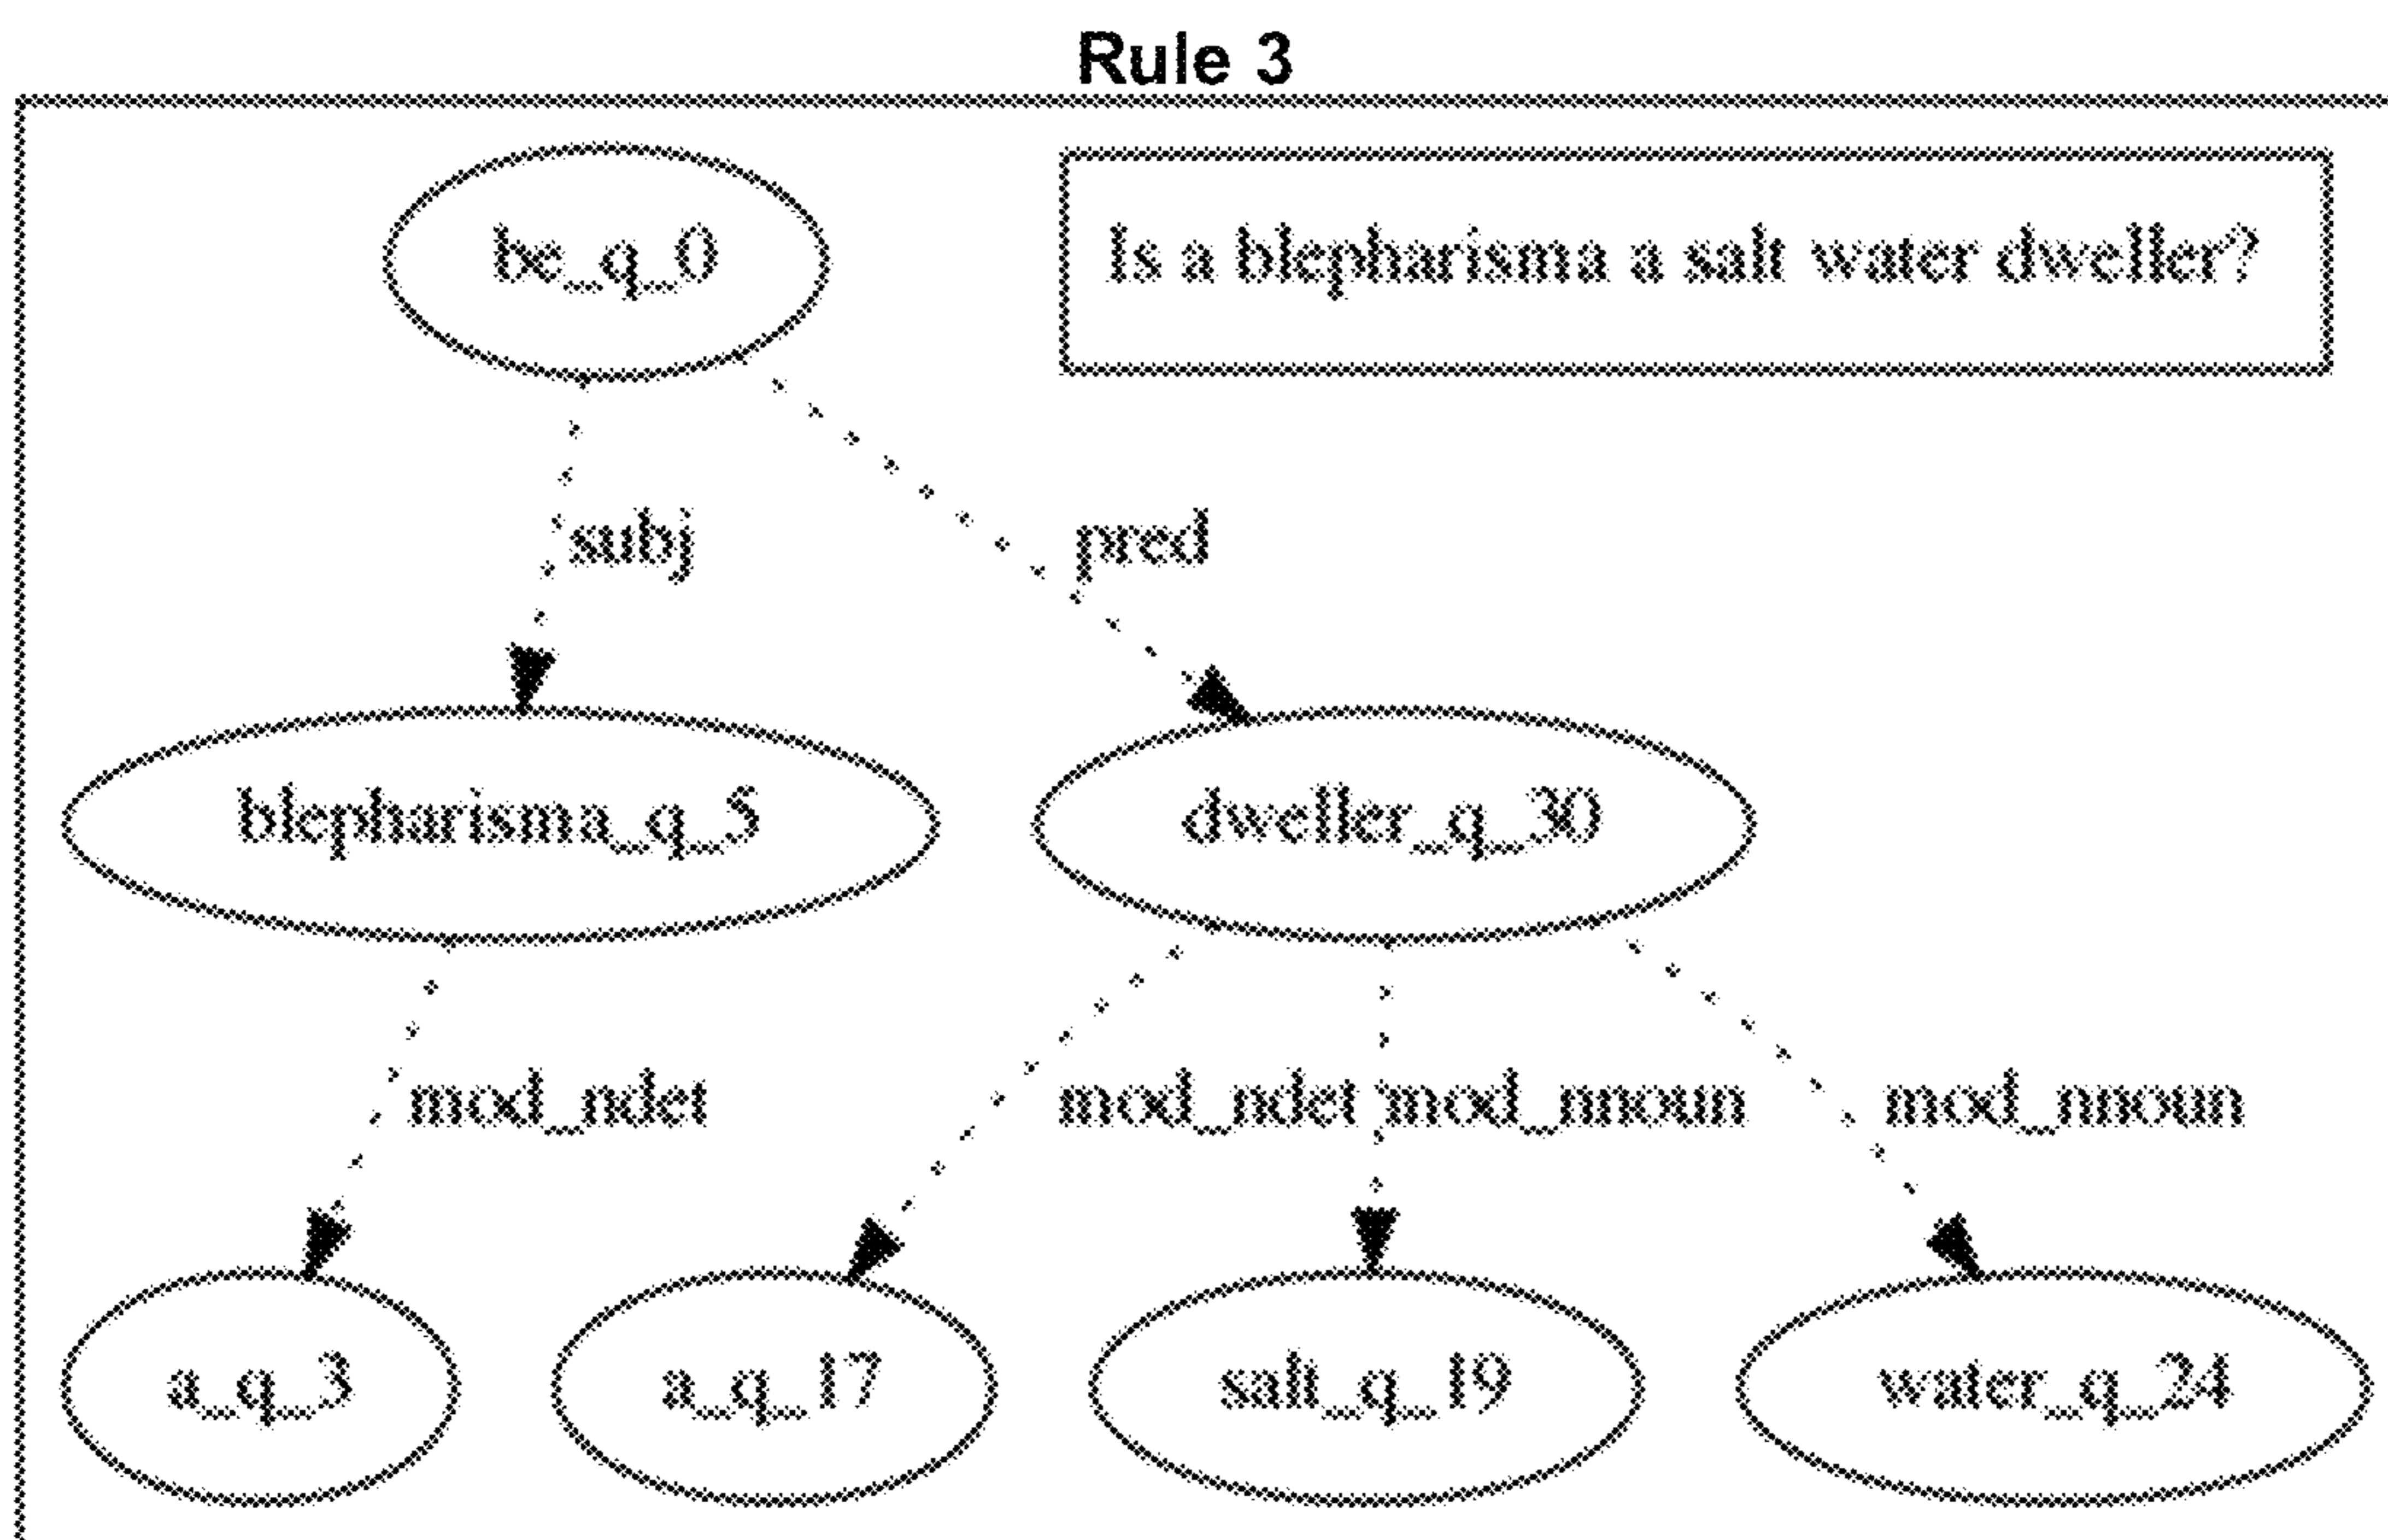 Rule 3
be_q_0
Is a blepharisma a salt water dweller?
subj
pred
blepharisma_q_5
dweller_q_30
mod_ndet
mod_ndet
mod_nnoun
mod_nnoun
a_q_3
a_q_17
salt_q_19
water_q_24